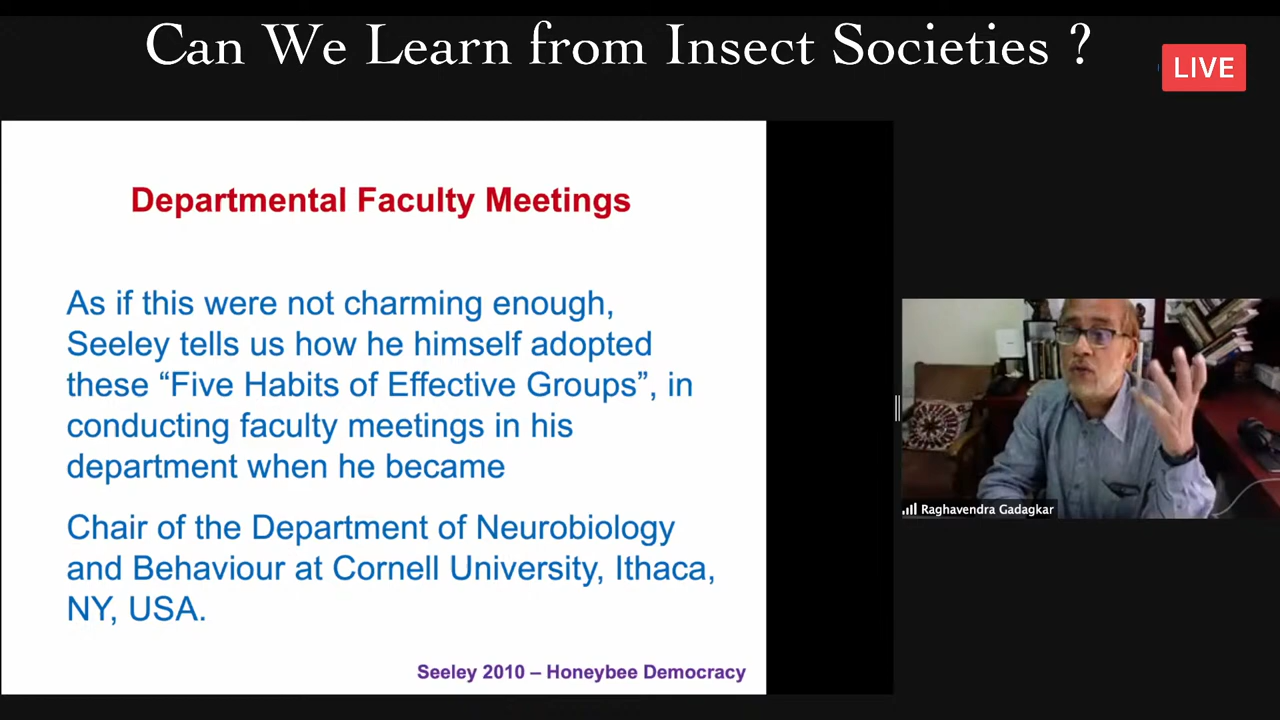 Can We Learn from Insect Societies ?
LIVE
Departmental Faculty Meetings
As if this were not charming enough,
Seeley tells us how he himself adopted
these “Five Habits of Effective Groups”, in
conducting faculty meetings in his
department when he became
Chair of the Department of Neurobiology
and Behaviour at Cornell University, Ithaca,
NY, USA.
Seeley 2010 – Honeybee Democracy
Raghavendra Gadagkar